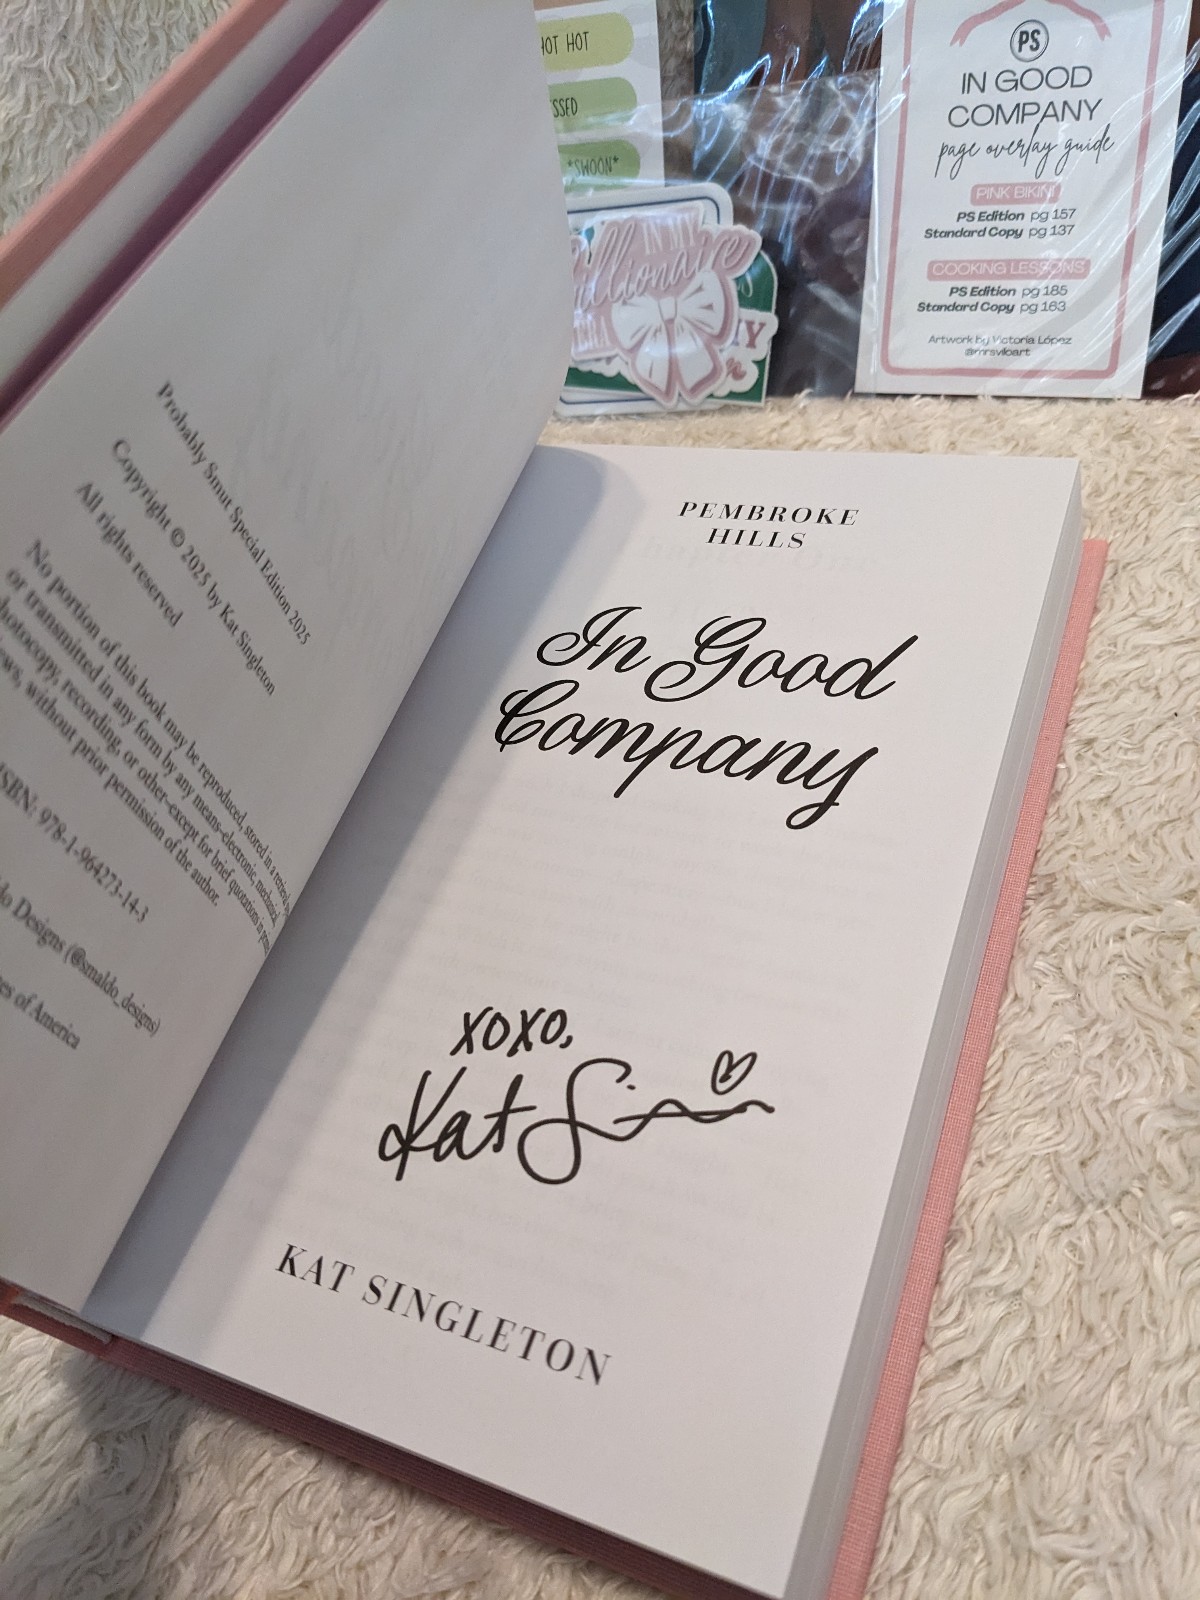 HOT HOT
*SWOON*
PS
IN GOOD
COMPANY
page overlay guide
PINK BIKINI
PS Edition pg 157
Standard Copy pg 137
COOKING LESSONS
PS Edition pg 185
Standard Copy pg 163
Artwork by Victoria López
@mrsviloart
Probably Smut Special Edition 2025
Copyright © 2025 by Kat Singleton
All rights reserved
No portion of this book may be reproduced, stored in a
or transmitted in any form by any means–electronic, mechanical
recording, or other–except for brief quotations in
without prior permission of the author.
ISBN: 978-1-964273-14-3
Designs (@smaldo_designs)
of America
PEMBROKE
HILLS
In Good
Company
xoxo,
Kat
KAT SINGLETON